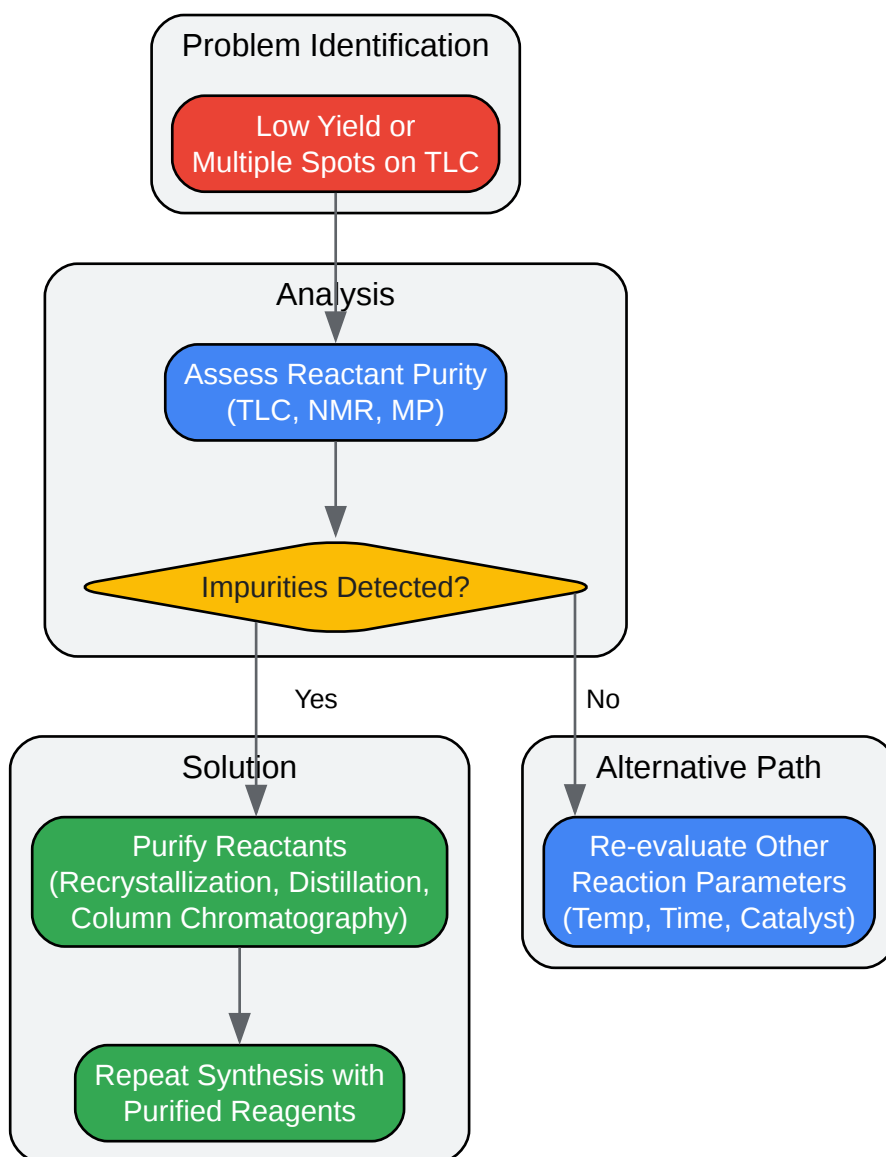 Problem Identification
Low Yield or
Multiple Spots on TLC
Analysis
Assess Reactant Purity
(TLC, NMR, MP)
Impurities Detected?
Yes
No
Solution
Purify Reactants
(Recrystallization, Distillation,
Column Chromatography)
Repeat Synthesis with
Purified Reagents
Alternative Path
Re-evaluate Other
Reaction Parameters
(Temp, Time, Catalyst)